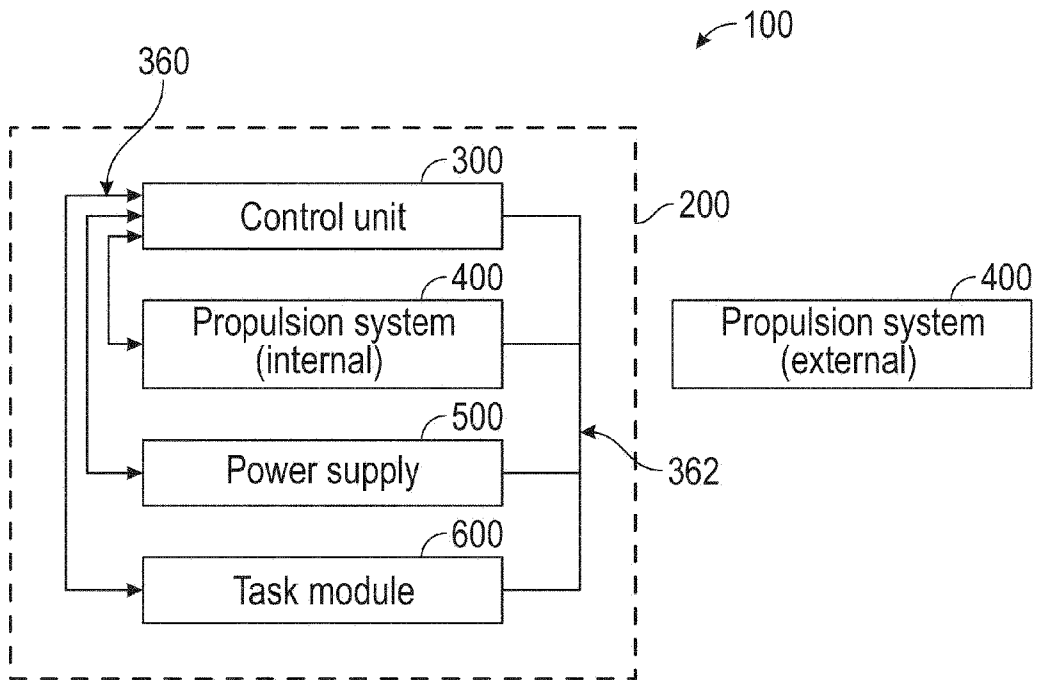 100
360
300
Control unit
200
400
Propulsion system
(internal)
400
Propulsion system
(external)
500
Power supply
362
600
Task module